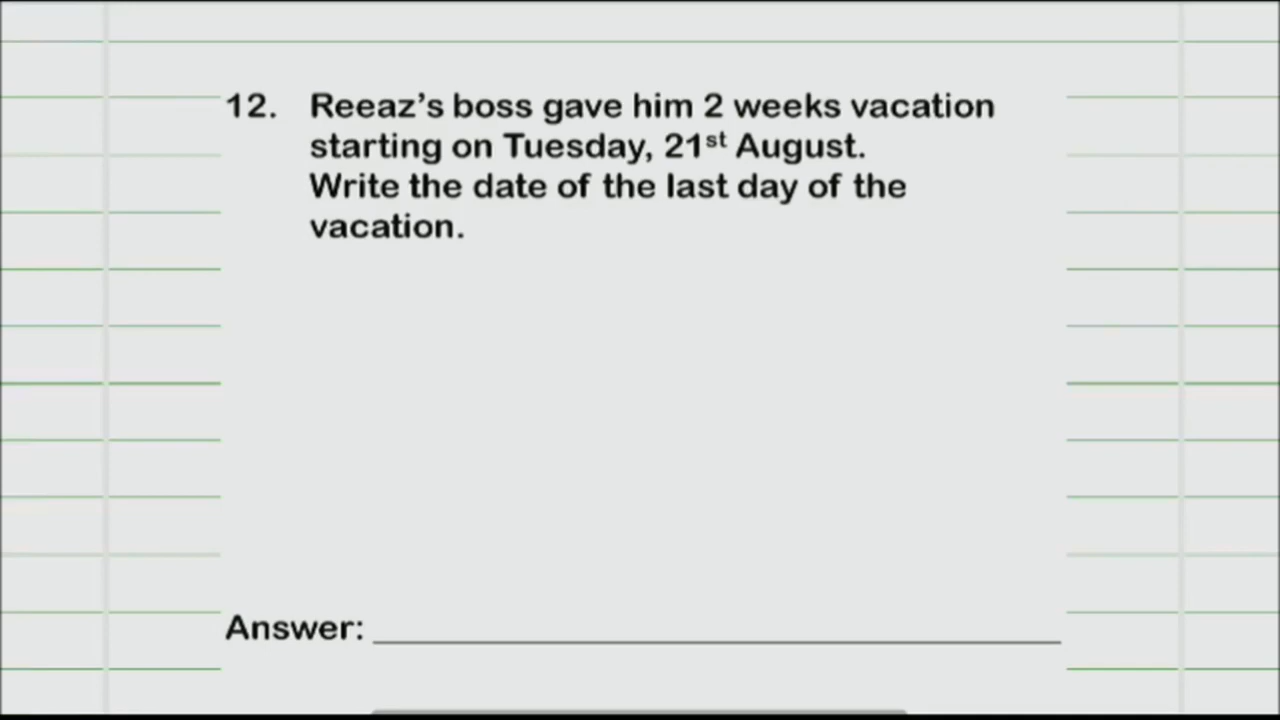 12. Reeaz’s boss gave him 2 weeks vacation
starting on Tuesday, 21st August.
Write the date of the last day of the
vacation.
Answer: